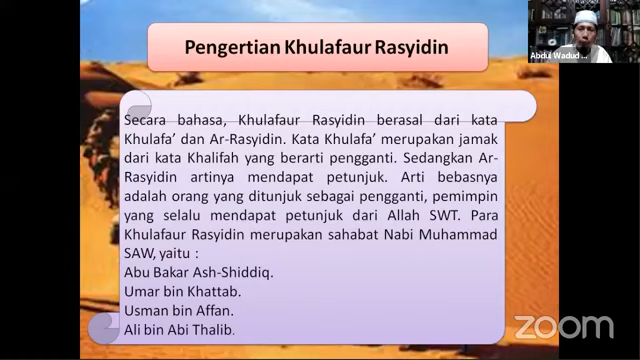 Pengertian Khulafaur Rasyidin
Secara bahasa, Khulafaur Rasyidin berasal dari kata
Khulafa' dan Ar-Rasyidin. Kata Khulafa' merupakan jamak
dari kata Khalifah yang berarti pengganti. Sedangkan Ar-
Rasyidin artinya mendapat petunjuk. Arti bebasnya
adalah orang yang ditunjuk sebagai pengganti, pemimpin
yang selalu mendapat petunjuk dari Allah SWT. Para
Khulafaur Rasyidin merupakan sahabat Nabi Muhammad
SAW, yaitu :
Abu Bakar Ash-Shiddiq.
Umar bin Khattab.
Usman bin Affan.
Ali bin Abi Thalib.
Abdul Wadud ...
zoom